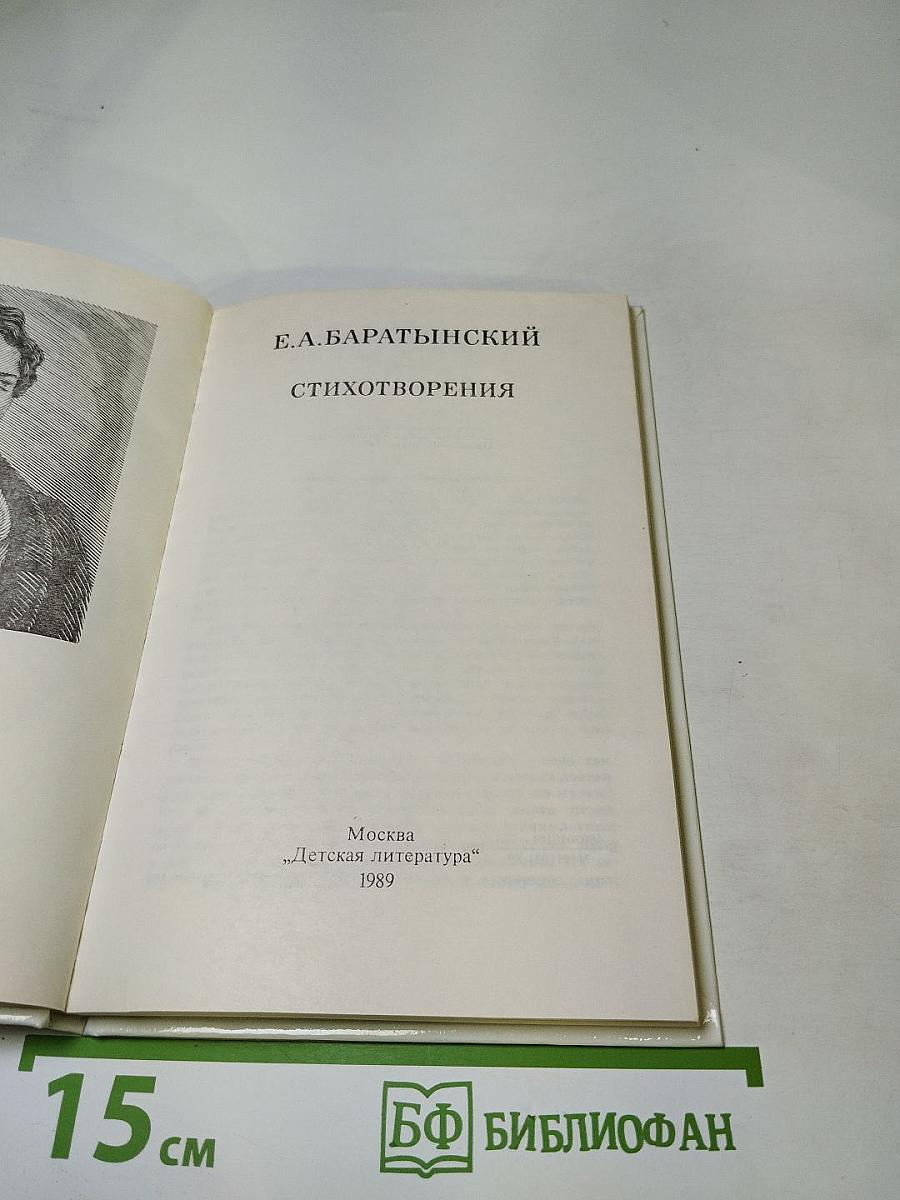 Е.А.БАРАТЫНСКИЙ
СТИХОТВОРЕНИЯ
Москва
„Детская литература“
1989
15 см
БФ БИБЛИОФАН